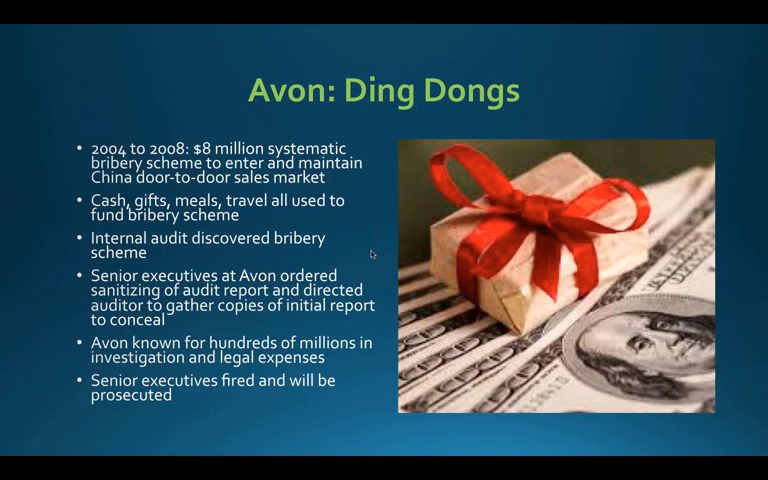 Avon: Ding Dongs
• 2004 to 2008: $8 million systematic
bribery scheme to enter and maintain
China door-to-door sales market
• Cash, gifts, meals, travel all used to
fund bribery scheme
• Internal audit discovered bribery
scheme
• Senior executives at Avon ordered
sanitizing of audit report and directed
auditor to gather copies of initial report
to conceal
• Avon known for hundreds of millions in
investigation and legal expenses
• Senior executives fired and will be
prosecuted